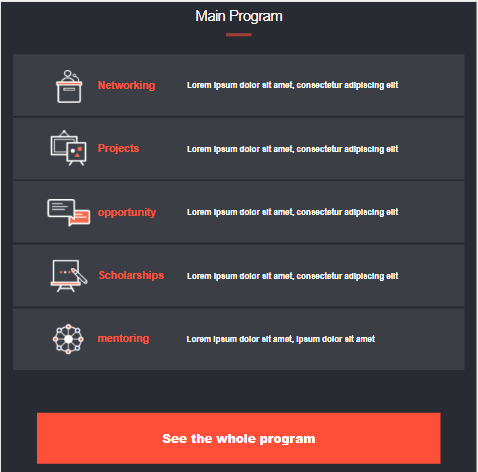 Main Program
Networking Lorem ipsum dolor sit amet, consectetur adipiscing elit
Projects Lorem ipsum dolor sit amet, consectetur adipiscing elit
opportunity Lorem ipsum dolor sit amet, consectetur adipiscing elit
Scholarships Lorem ipsum dolor sit amet, consectetur adipiscing elit
mentoring Lorem ipsum dolor sit amet, ipsum dolor sit amet
See the whole program